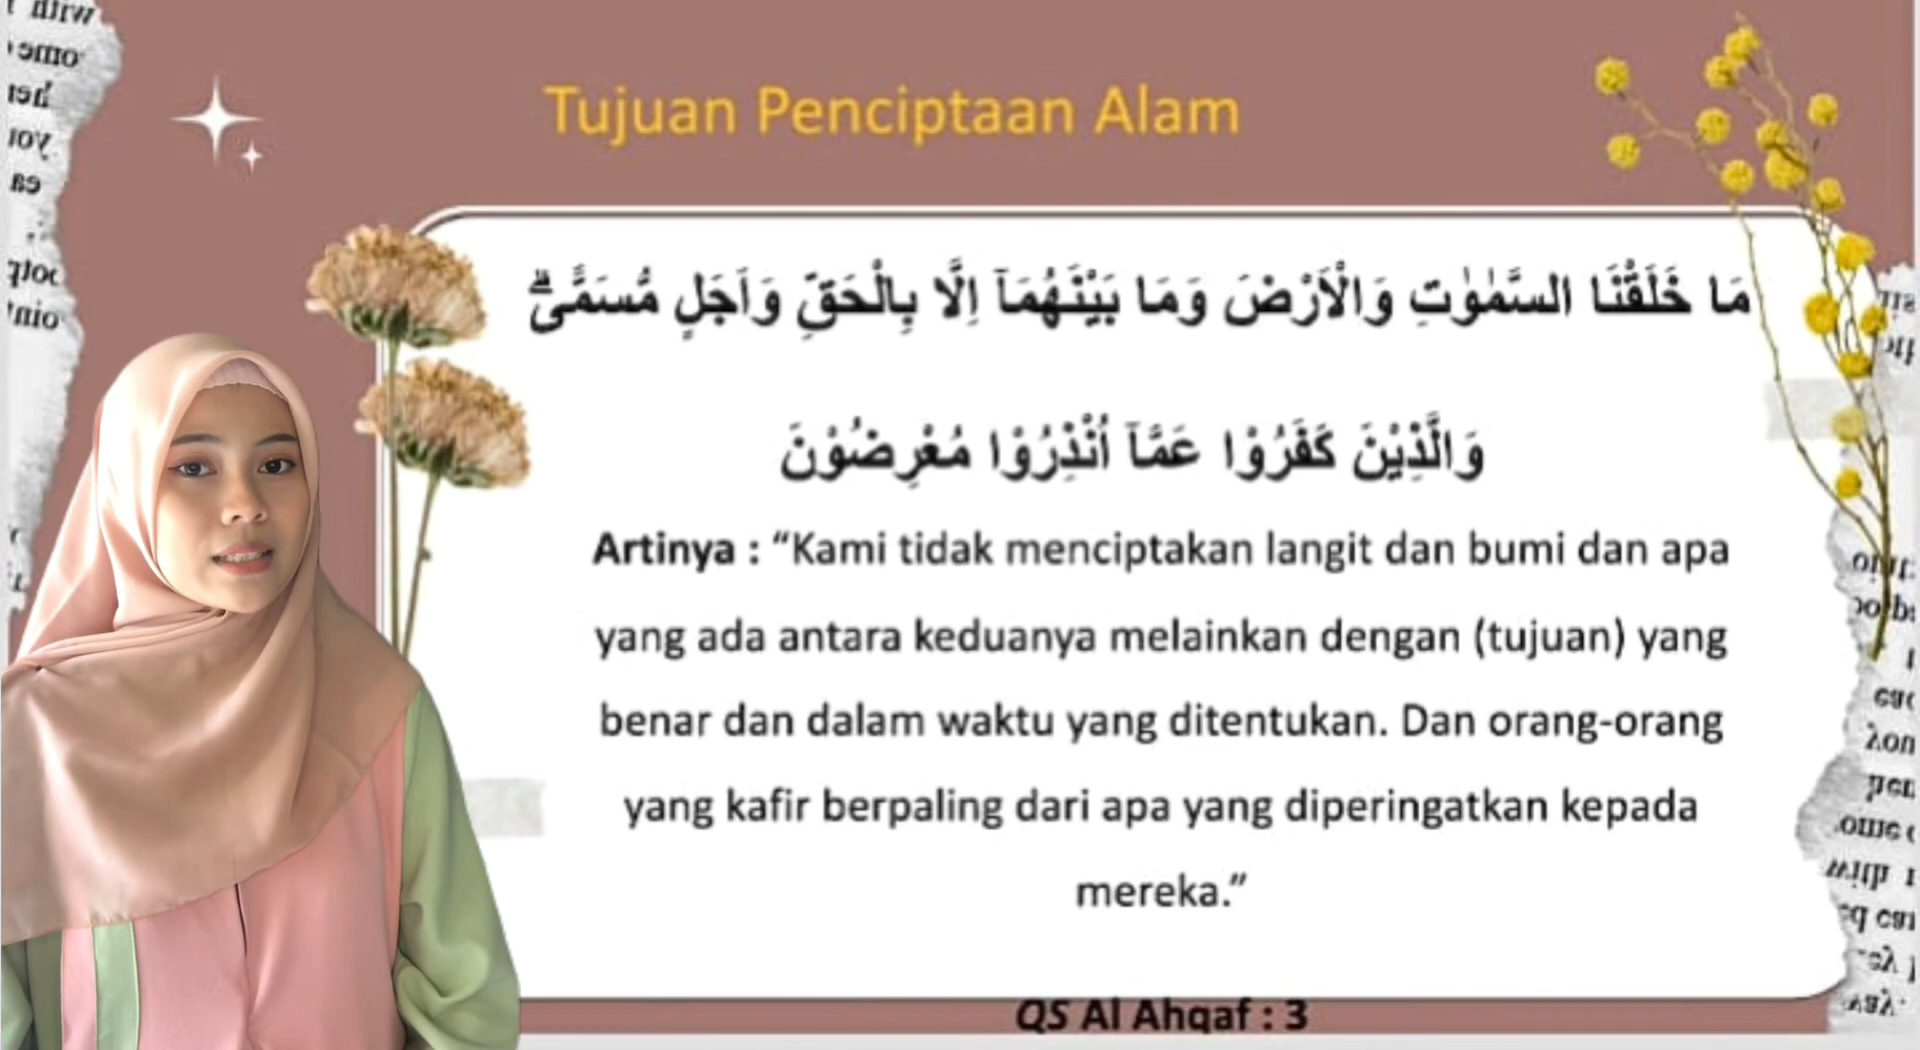 Tujuan Penciptaan Alam
مَا خَلَقْنَا السَّمٰوٰتِ وَالْاَرْضَ وَمَا بَيْنَهُمَآ اِلَّا بِالْحَقِّ وَاَجَلٍ مُّسَمًّىۗ
وَالَّذِيْنَ كَفَرُوْا عَمَّآ اُنْذِرُوْا مُعْرِضُوْنَ
Artinya : “Kami tidak menciptakan langit dan bumi dan apa
yang ada antara keduanya melainkan dengan (tujuan) yang
benar dan dalam waktu yang ditentukan. Dan orang-orang
yang kafir berpaling dari apa yang diperingatkan kepada
mereka.”
QS Al Ahqaf : 3